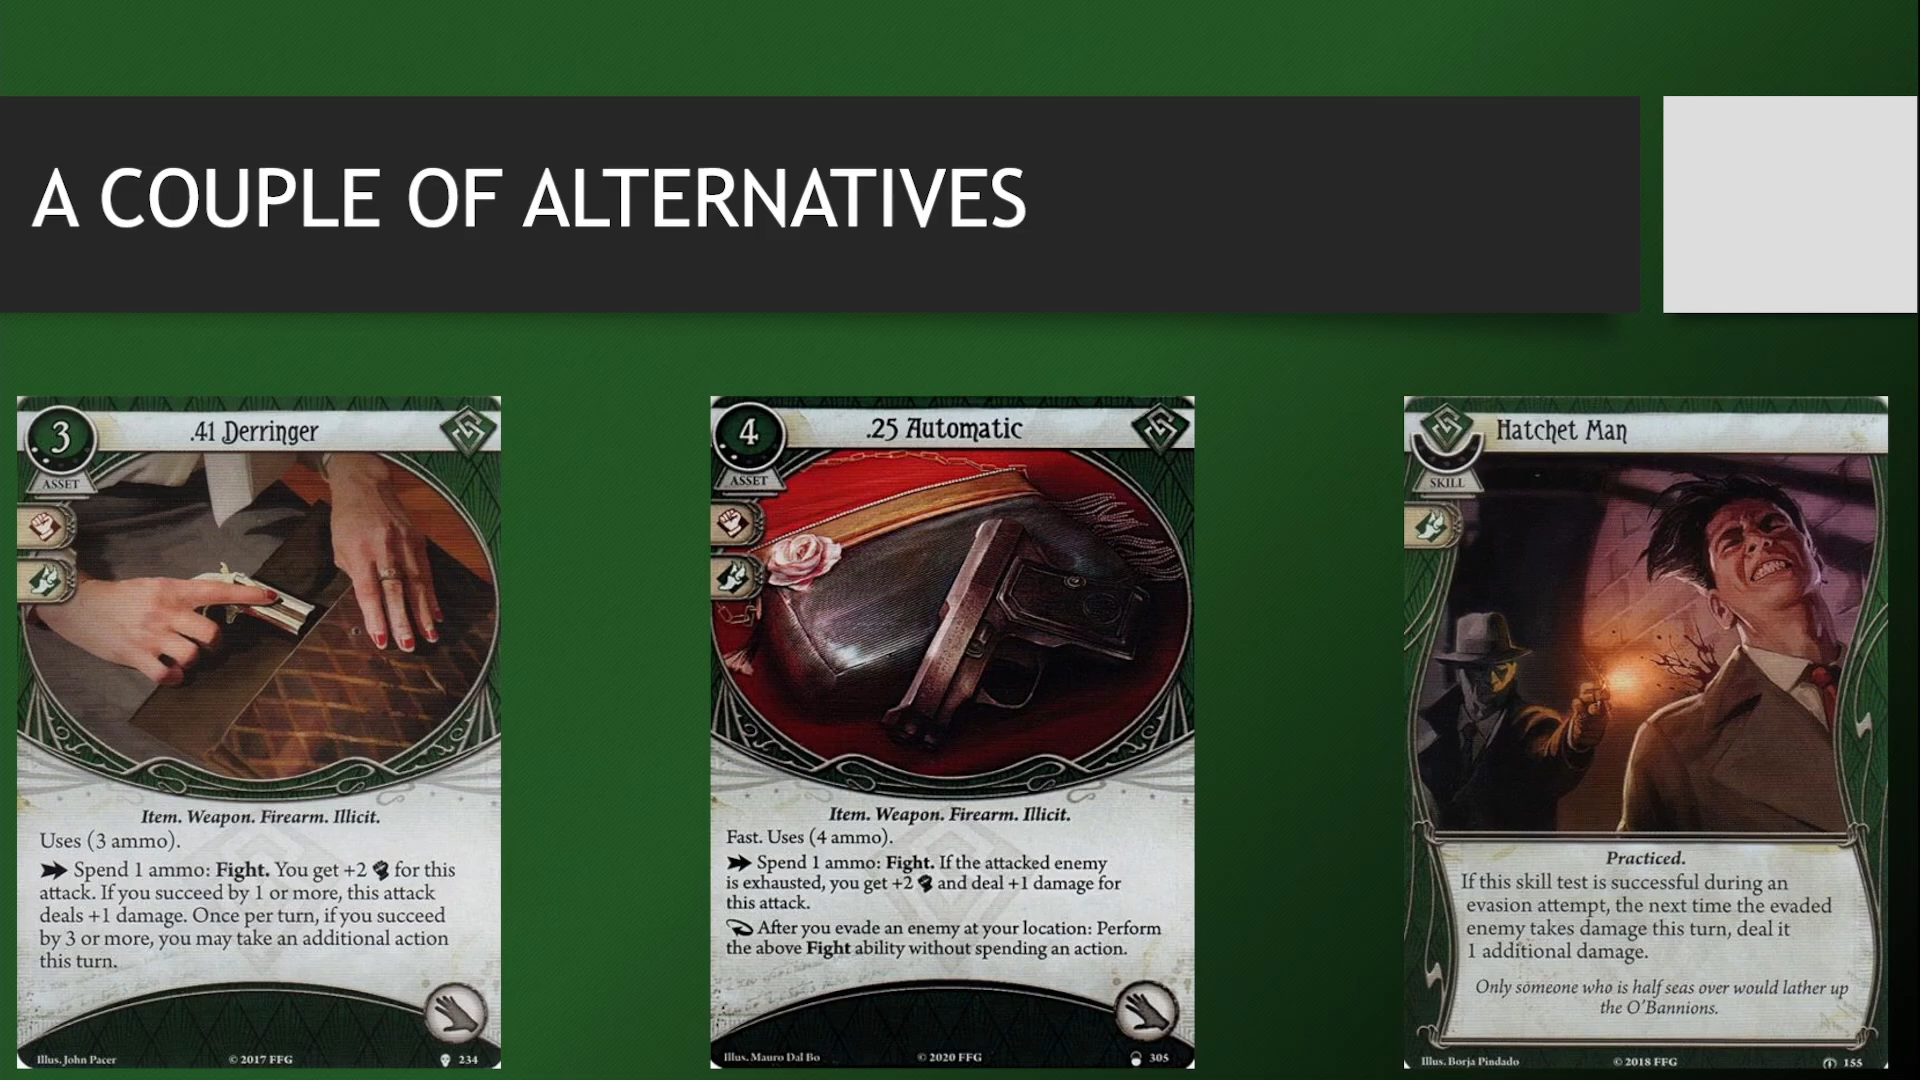 A COUPLE OF ALTERNATIVES
3
.41 Derringer
ASSET
Item. Weapon. Firearm. Illicit.
Uses (3 ammo).
Spend 1 ammo: Fight. You get +2 for this
attack. If you succeed by 1 or more, this attack
deals +1 damage. Once per turn, if you succeed
by 3 or more, you may take an additional action
this turn.
Illus. John Pacer
© 2017 FFG
234
4
.25 Automatic
ASSET
Item. Weapon. Firearm. Illicit.
Fast. Uses (4 ammo).
Spend 1 ammo: Fight. If the attacked enemy
is exhausted, you get +2 and deal +1 damage for
this attack.
After you evade an enemy at your location: Perform
the above Fight ability without spending an action.
Illus. Mauro Dal Bo
© 2020 FFG
305
Hatchet Man
SKILL
Practiced.
If this skill test is successful during an
evasion attempt, the next time the evaded
enemy takes damage this turn, deal it
1 additional damage.
Only someone who is half seas over would lather up
the O'Bannions.
Illus. Borja Pindado
© 2018 FFG
155